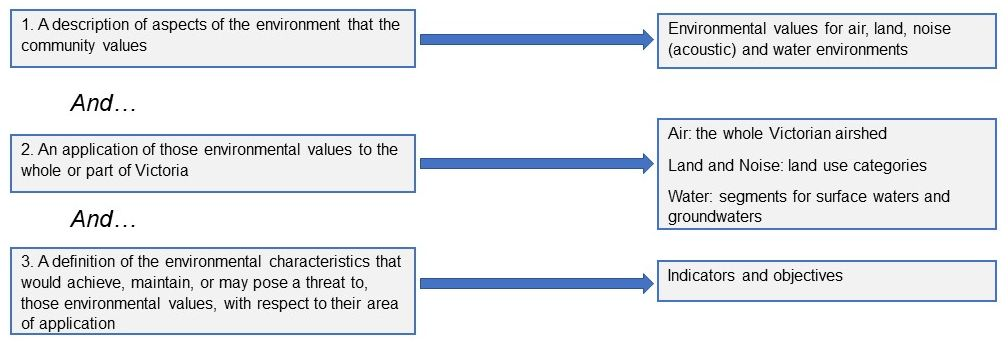 1. A description of aspects of the environment that the
community values
Environmental values for air, land, noise
(acoustic) and water environments
And…
2. An application of those environmental values to the
whole or part of Victoria
Air: the whole Victorian airshed
Land and Noise: land use categories
Water: segments for surface waters and
groundwaters
And…
3. A definition of the environmental characteristics that
would achieve, maintain, or may pose a threat to,
those environmental values, with respect to their area
of application
Indicators and objectives